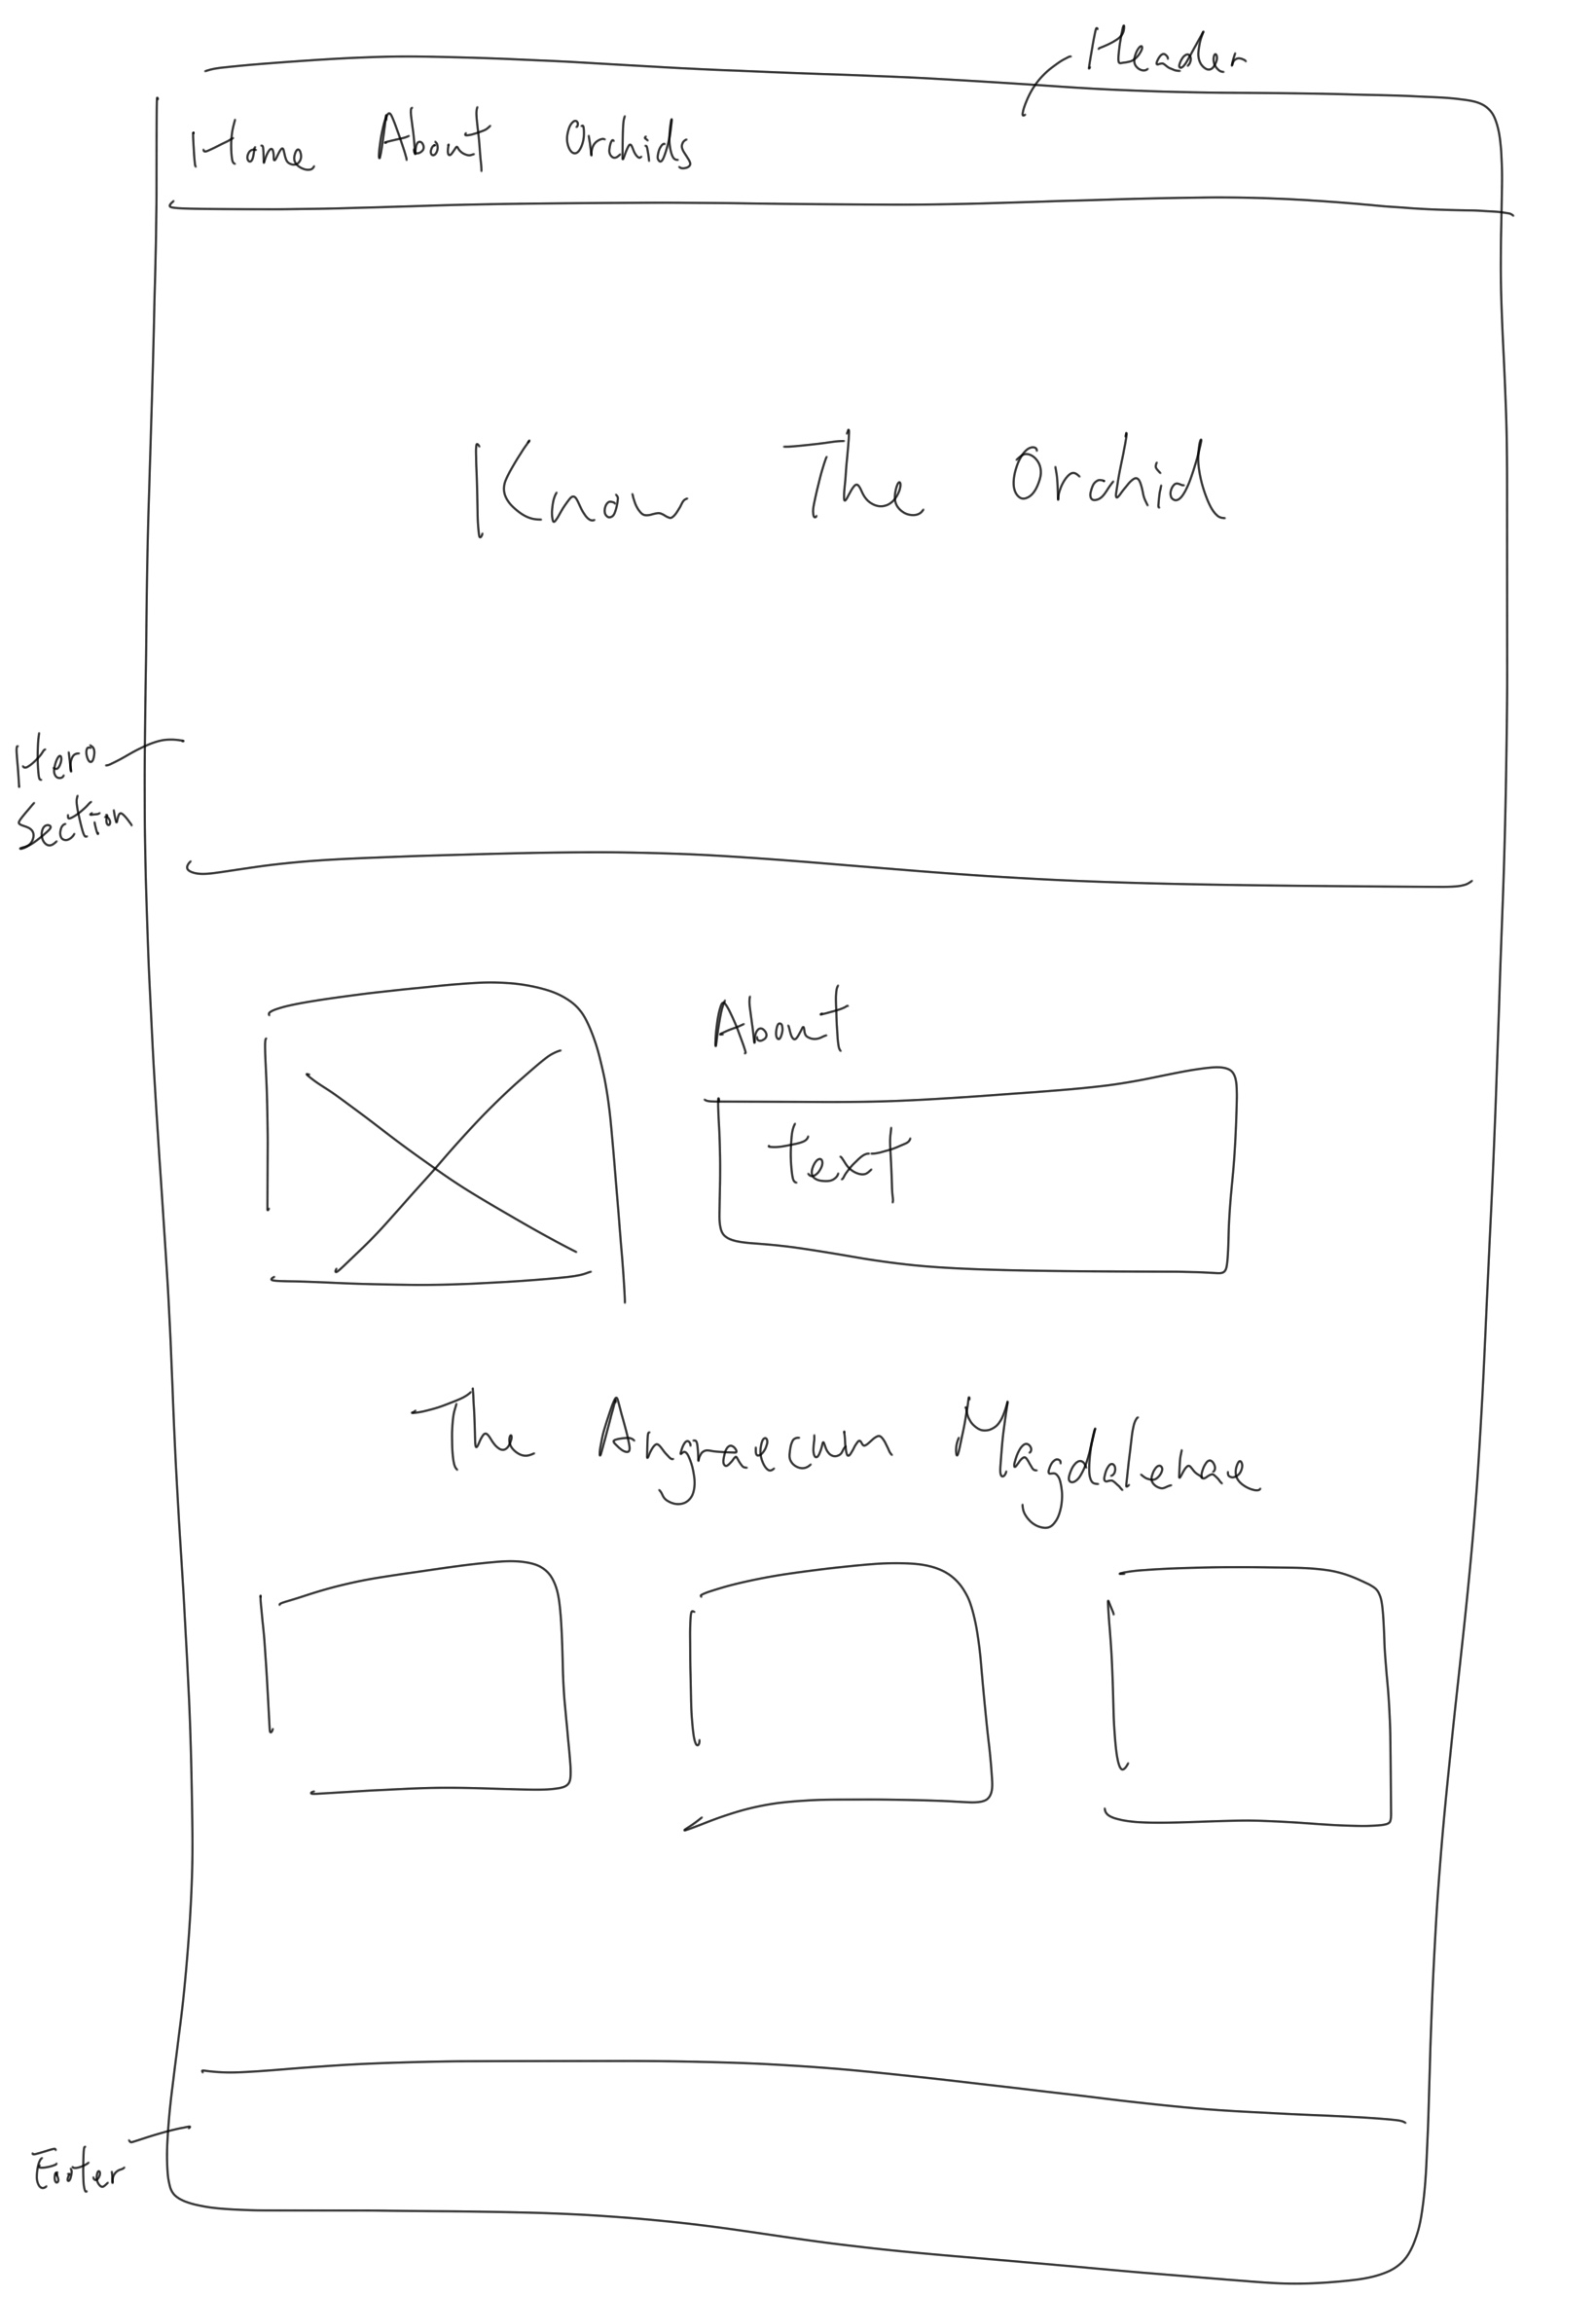 Header
Home About Orchids
Know The Orchid
Hero
Section
About
text
The Angraecum Magdalenae
Footer